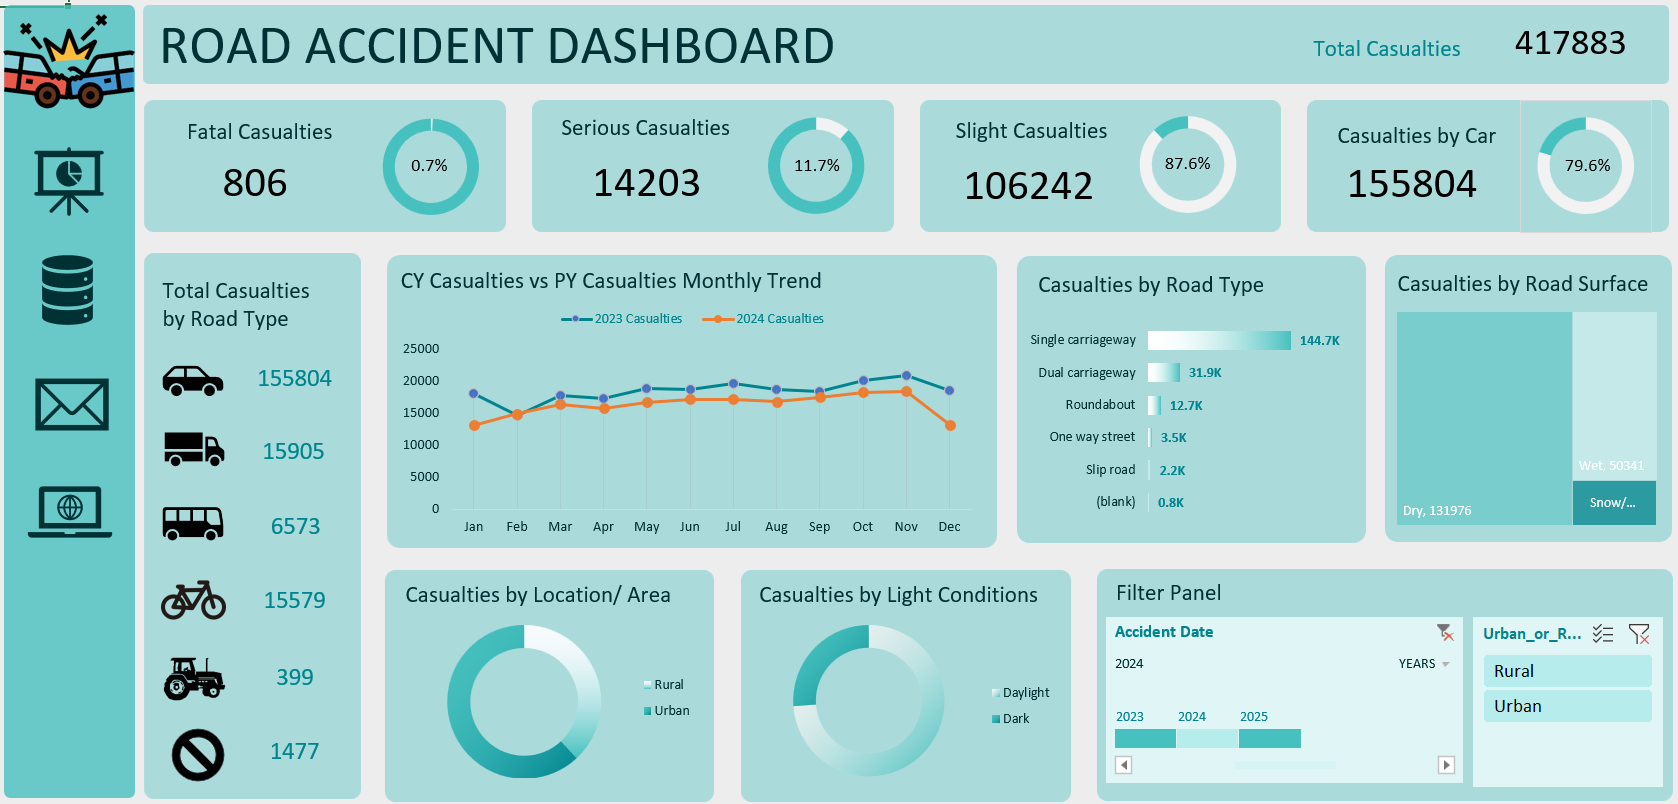 ROAD ACCIDENT DASHBOARD
Total Casualties
417883
Fatal Casualties
806
0.7%
Serious Casualties
14203
11.7%
Slight Casualties
106242
87.6%
Casualties by Car
155804
79.6%
Total Casualties
by Road Type
155804
15905
6573
15579
399
1477
CY Casualties vs PY Casualties Monthly Trend
2023 Casualties
2024 Casualties
25000
20000
15000
10000
5000
0
Jan Feb Mar Apr May Jun Jul Aug Sep Oct Nov Dec
Casualties by Road Type
Single carriageway 144.7K
Dual carriageway 31.9K
Roundabout 12.7K
One way street 3.5K
Slip road 2.2K
(blank) 0.8K
Casualties by Road Surface
Wet, 50341
Dry, 131976
Snow/...
Casualties by Location/ Area
Rural
Urban
Casualties by Light Conditions
Daylight
Dark
Filter Panel
Accident Date
2024
YEARS
2023 2024 2025
Urban_or_R...
Rural
Urban